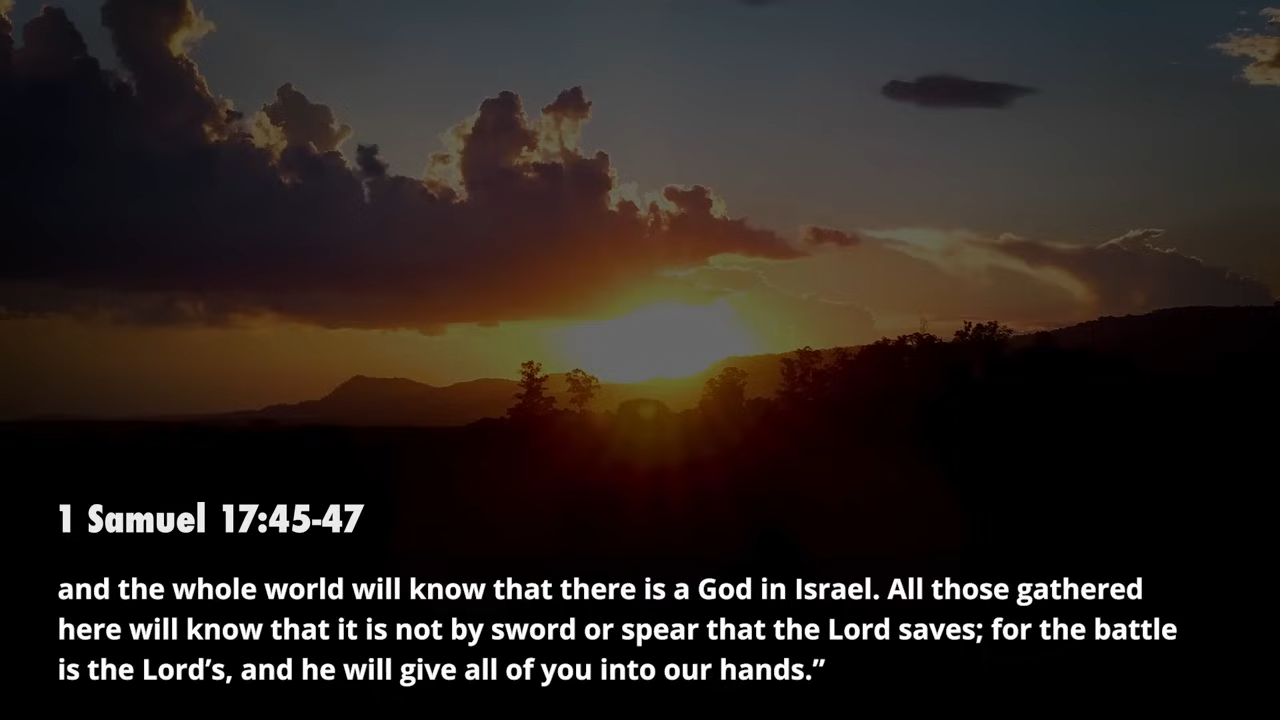 1 Samuel 17:45-47
and the whole world will know that there is a God in Israel. All those gathered
here will know that it is not by sword or spear that the Lord saves; for the battle
is the Lord’s, and he will give all of you into our hands.”